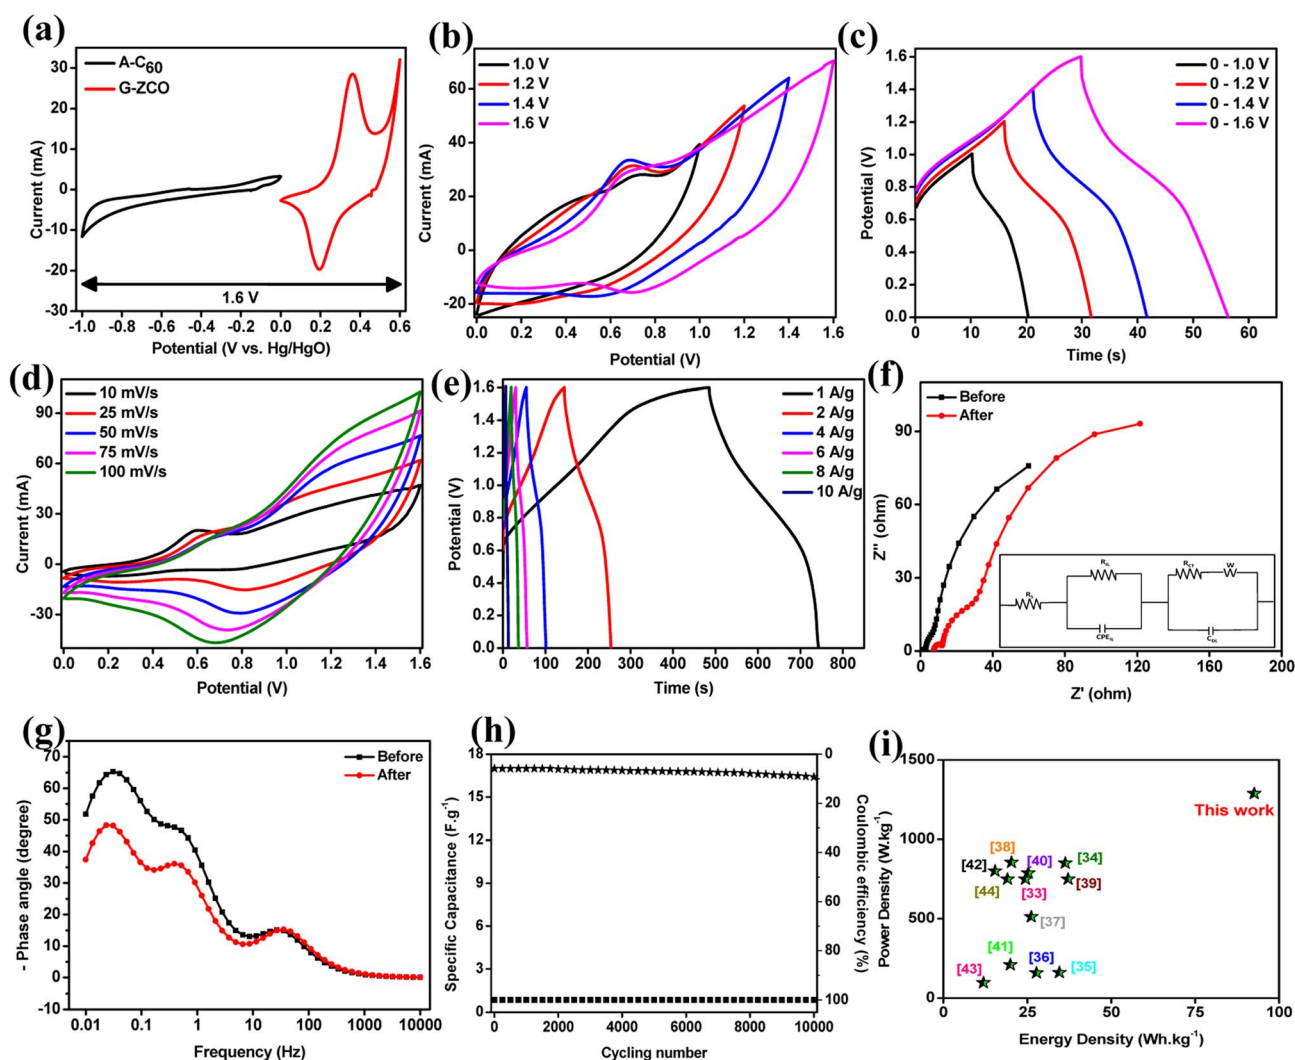 (a)
A-C60
G-ZCO
30
20
10
0
-10
-20
-30
Current (mA)
1.6 V
-1.0 -0.8 -0.6 -0.4 -0.2 0.0 0.2 0.4 0.6
Potential (V vs. Hg/HgO)
(b)
1.0 V
1.2 V
1.4 V
1.6 V
60
40
20
0
-20
Current (mA)
0.0 0.2 0.4 0.6 0.8 1.0 1.2 1.4 1.6
Potential (V)
(c)
0 - 1.0 V
0 - 1.2 V
0 - 1.4 V
0 - 1.6 V
1.6
1.4
1.2
1.0
0.8
0.6
0.4
0.2
0.0
Potential (V)
0 10 20 30 40 50 60
Time (s)
(d)
10 mV/s
25 mV/s
50 mV/s
75 mV/s
100 mV/s
90
60
30
0
-30
Current (mA)
0.0 0.2 0.4 0.6 0.8 1.0 1.2 1.4 1.6
Potential (V)
(e)
1 A/g
2 A/g
4 A/g
6 A/g
8 A/g
10 A/g
1.6
1.4
1.2
1.0
0.8
0.6
0.4
0.2
0.0
Potential (V)
0 100 200 300 400 500 600 700 800
Time (s)
(f)
Before
After
90
60
30
0
Z'' (ohm)
RS
RIL
CPEIL
RCT
W
CDL
0 40 80 120 160 200
Z' (ohm)
(g)
Before
After
70
60
50
40
30
20
10
0
-10
- Phase angle (degree)
0.01 0.1 1 10 100 1000 10000
Frequency (Hz)
(h)
18
15
12
9
6
3
0
Specific Capacitance (F.g-1)
0
20
40
60
80
100
Coulombic efficiency (%)
0 2000 4000 6000 8000 10000
Cycling number
(i)
1500
1000
500
0
Power Density (W.kg-1)
This work
[38]
[40]
[34]
[42]
[44]
[33]
[39]
[37]
[41]
[36]
[35]
[43]
0 25 50 75 100
Energy Density (Wh.kg-1)